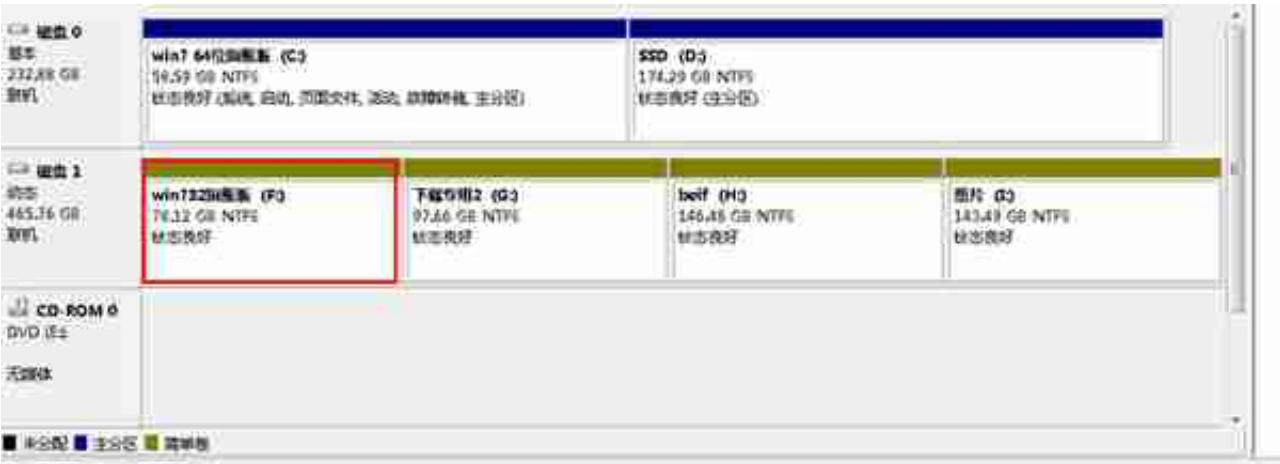 磁盘 0
基本
232.88 GB
联机
win7 64位旗舰版 (C:)
58.59 GB NTFS
状态良好 (系统, 启动, 页面文件, 活动, 故障转储, 主分区)
SSD (D:)
174.29 GB NTFS
状态良好 (主分区)
磁盘 1
动态
465.76 GB
联机
win732旗舰版 (F:)
78.12 GB NTFS
状态良好
下载专用2 (G:)
97.66 GB NTFS
状态良好
(H:)
146.48 GB NTFS
状态良好
图片 (I:)
143.49 GB NTFS
状态良好
CD-ROM 0
DVD
无媒体
未分配 主分区 简单卷